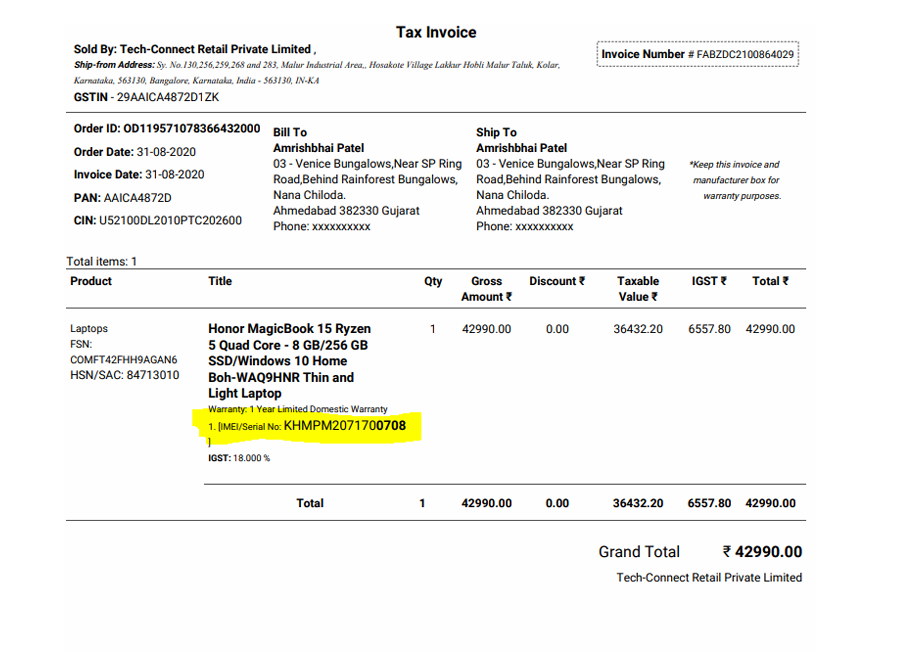 Tax Invoice
Sold By: Tech-Connect Retail Private Limited ,
Invoice Number # FABZDC2100864029
Ship-from Address: Sy. No.130,256,259,268 and 283, Malur Industrial Area,, Hosakote Village Lakkur Hobli Malur Taluk, Kolar,
Karnataka, 563130, Bangalore, Karnataka, India - 563130, IN-KA
GSTIN - 29AAICA4872D1ZK
Order ID: OD119571078366432000
Order Date: 31-08-2020
Invoice Date: 31-08-2020
PAN: AAICA4872D
CIN: U52100DL2010PTC202600
Bill To
Amrishbhai Patel
03 - Venice Bungalows,Near SP Ring
Road,Behind Rainforest Bungalows,
Nana Chiloda.
Ahmedabad 382330 Gujarat
Phone: xxxxxxxxxx
Ship To
Amrishbhai Patel
03 - Venice Bungalows,Near SP Ring
Road,Behind Rainforest Bungalows,
Nana Chiloda.
Ahmedabad 382330 Gujarat
Phone: xxxxxxxxxx
*Keep this invoice and
manufacturer box for
warranty purposes.
Total items: 1
Product Title Qty Gross Amount ₹ Discount ₹ Taxable Value ₹ IGST ₹ Total ₹
Laptops
FSN:
COMFT42FHH9AGAN6
HSN/SAC: 84713010
Honor MagicBook 15 Ryzen
5 Quad Core - 8 GB/256 GB
SSD/Windows 10 Home
Boh-WAQ9HNR Thin and
Light Laptop
Warranty: 1 Year Limited Domestic Warranty
1. [IMEI/Serial No: KHMPM2071700708
]
IGST: 18.000 %
1 42990.00 0.00 36432.20 6557.80 42990.00
Total 1 42990.00 0.00 36432.20 6557.80 42990.00
Grand Total ₹ 42990.00
Tech-Connect Retail Private Limited